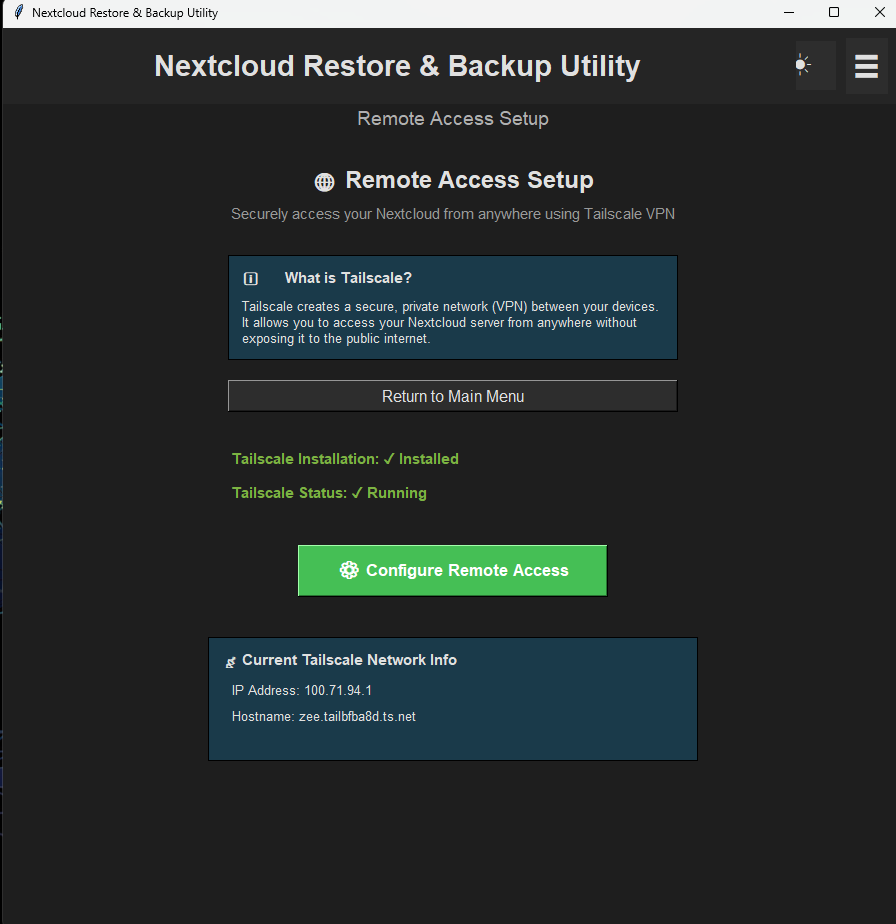 Nextcloud Restore & Backup Utility
Nextcloud Restore & Backup Utility
Remote Access Setup
Remote Access Setup
Securely access your Nextcloud from anywhere using Tailscale VPN
What is Tailscale?
Tailscale creates a secure, private network (VPN) between your devices.
It allows you to access your Nextcloud server from anywhere without
exposing it to the public internet.
Return to Main Menu
Tailscale Installation: ✓ Installed
Tailscale Status: ✓ Running
Configure Remote Access
Current Tailscale Network Info
IP Address: 100.71.94.1
Hostname: zee.tailbfba8d.ts.net